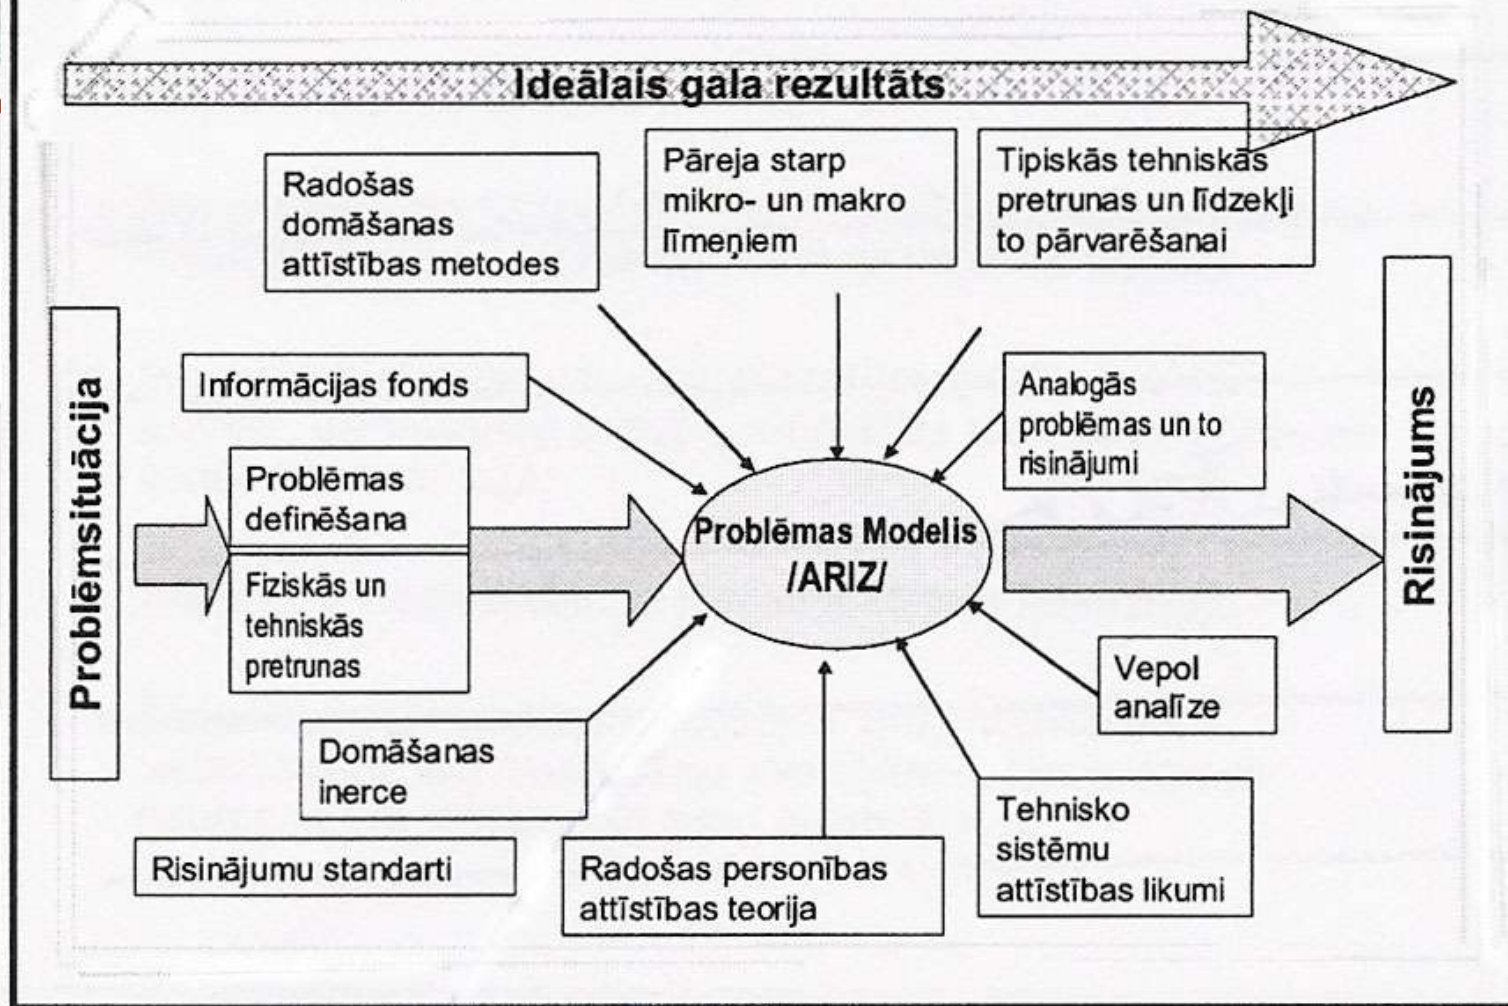 Ideālais gala rezultāts
Radošas
domāšanas
attīstības metodes
Pāreja starp
mikro- un makro
līmeņiem
Tipiskās tehniskās
pretrunas un līdzekļi
to pārvarēšanai
Problēmsituācija
Informācijas fonds
Problēmas
definēšana
Fiziskās un
tehniskās
pretrunas
Problēmas Modelis
/ARIZ/
Analogās
problēmas un to
risinājumi
Risinājums
Vepol
analīze
Domāšanas
inerce
Risinājumu standarti
Radošas personības
attīstības teorija
Tehnisko
sistēmu
attīstības likumi